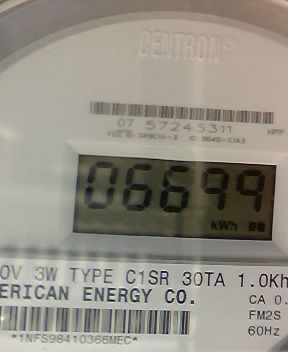 CENTRON®
07 57245311
HPP
06699
kWh
0V 3W TYPE C1SR 30TA 1.0Kh
ERICAN ENERGY CO.
CA 0.
FM2S
60Hz
*1NFS98410366MEC*